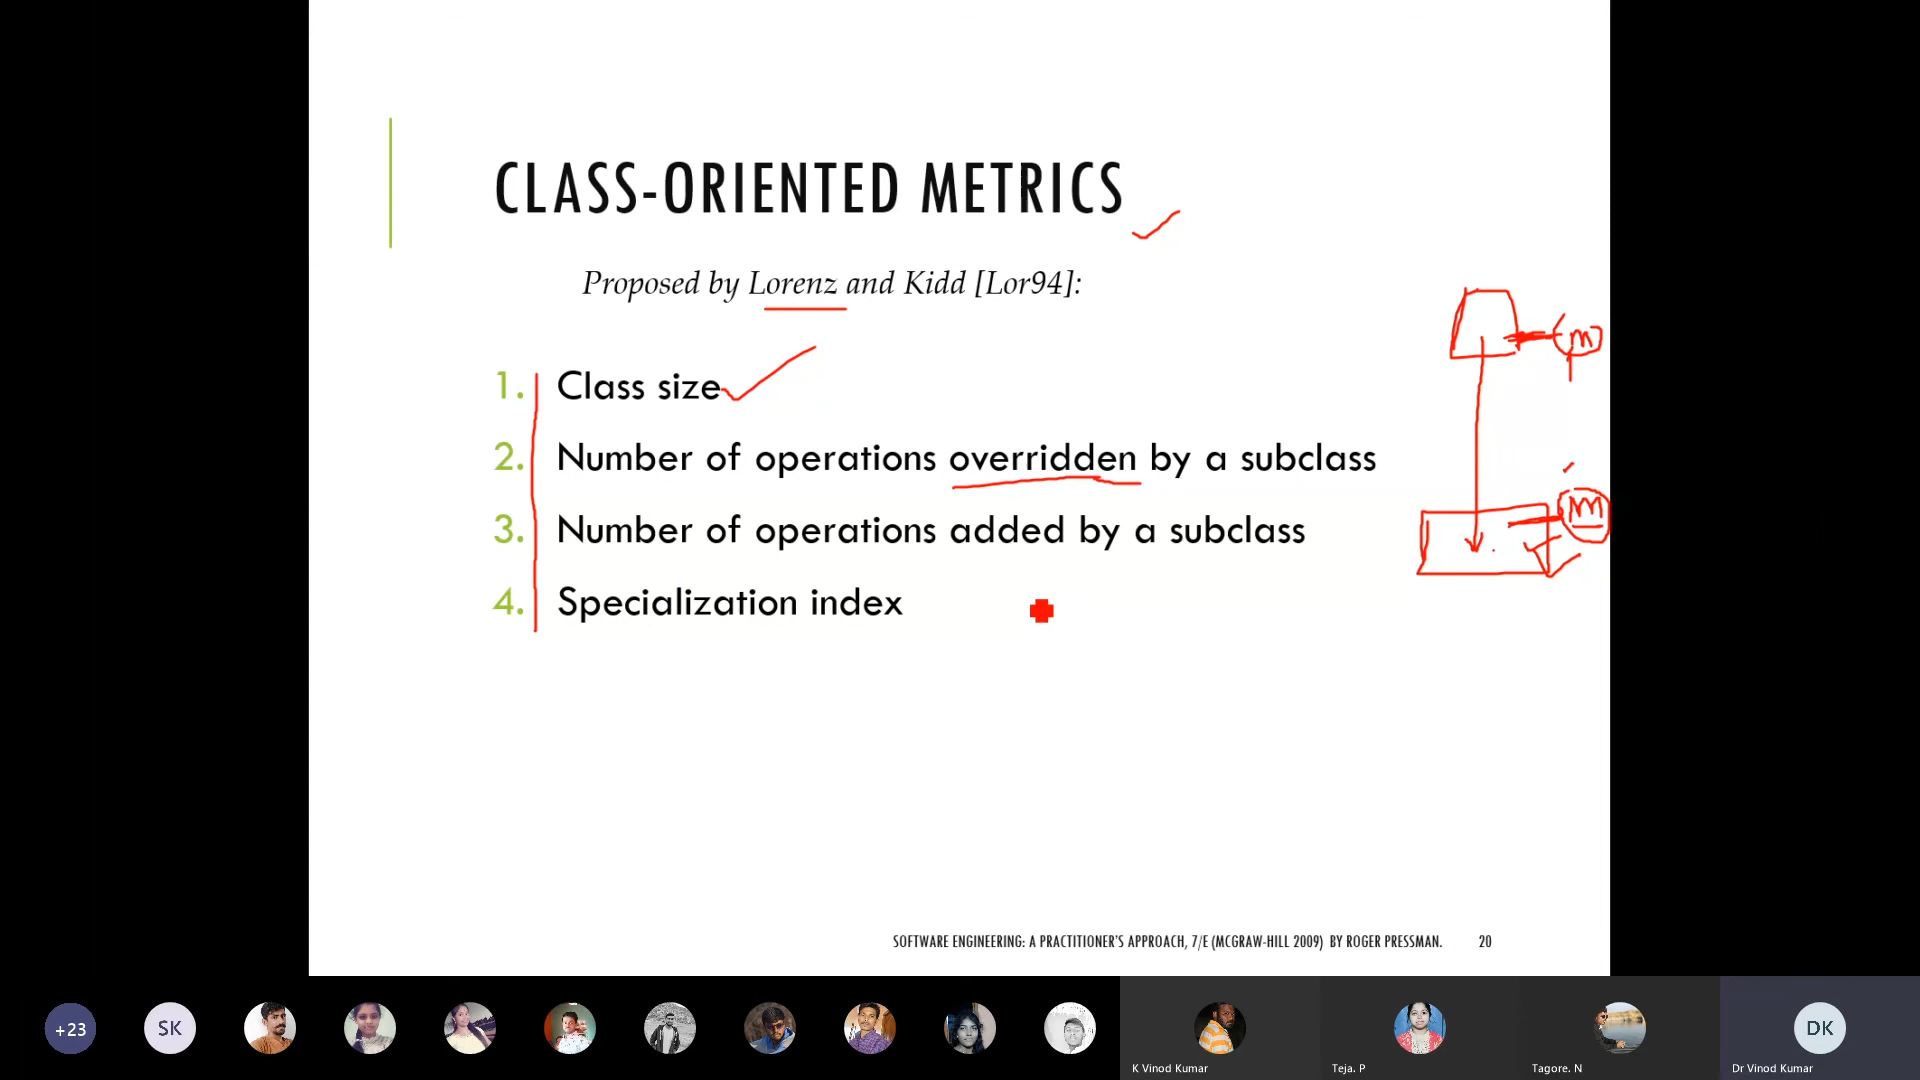 CLASS-ORIENTED METRICS
Proposed by Lorenz and Kidd [Lor94]:
1. Class size
2. Number of operations overridden by a subclass
3. Number of operations added by a subclass
4. Specialization index
m
m
SOFTWARE ENGINEERING: A PRACTITIONER'S APPROACH, 7/E (MCGRAW-HILL 2009) BY ROGER PRESSMAN. 20
+23
SK
DK
K Vinod Kumar
Teja. P
Tagore. N
Dr Vinod Kumar